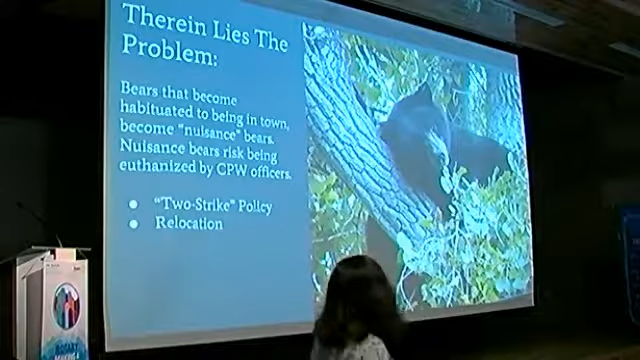 Therein Lies The
Problem:
Bears that become
habituated to being in town,
become "nuisance" bears.
Nuisance bears risk being
euthanized by CPW officers.
"Two-Strike" Policy
Relocation